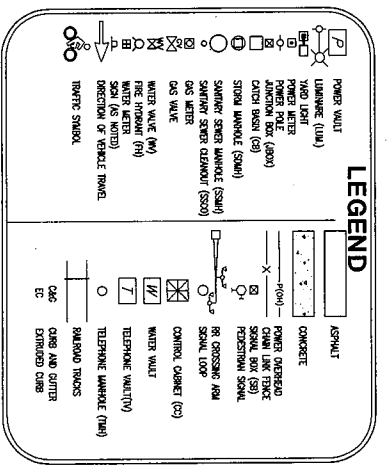 LEGEND
P
POWER VAULT
LUMINAIRE (LUM.)
YARD LIGHT
POWER METER
POWER POLE
JUNCTION BOX (JBOX)
CATCH BASIN (CB)
STORM MANHOLE (SDMH)
SANITARY SEWER MANHOLE (SSMH)
SANITARY SEWER CLEANOUT (SSCO)
GAS METER
GAS VALVE
WATER VALVE (WV)
FIRE HYDRANT (FH)
WATER METER
SIGN (AS NOTED)
DIRECTION OF VEHICLE TRAVEL
TRAFFIC SYMBOL
ASPHALT
CONCRETE
P(OH) POWER OVERHEAD
X CHAIN LINK FENCE
SIGNAL BOX (SB)
PEDESTRIAN SIGNAL
RR CROSSING ARM
SIGNAL LOOP
CONTROL CABINET (CC)
W WATER VAULT
T TELEPHONE VAULT(TV)
TELEPHONE MANHOLE (TMH)
RAILROAD TRACKS
C&G CURB AND GUTTER
EC EXTRUDED CURB